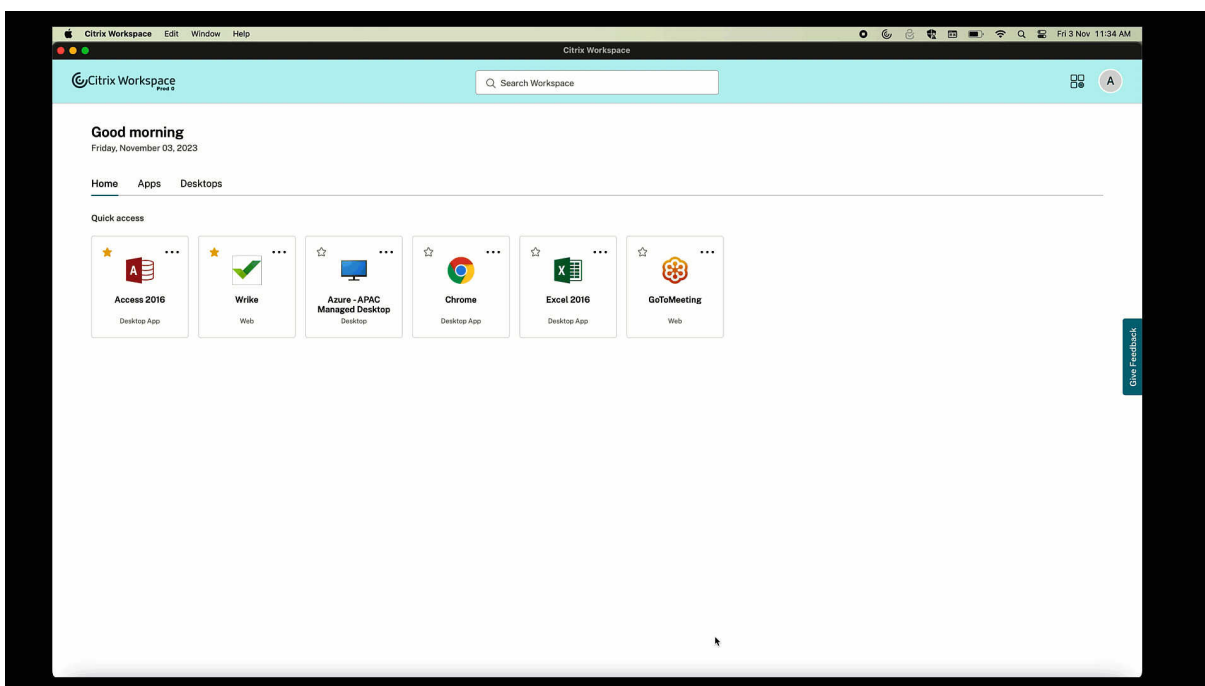 Citrix Workspace Edit Window Help Fri 3 Nov 11:34 AM
Citrix Workspace
Citrix Workspace
Prod G
Search Workspace
A
Good morning
Friday, November 03, 2023
Home Apps Desktops
Quick access
Access 2016
Desktop App
Wrike
Web
Azure - APAC
Managed Desktop
Desktop
Chrome
Desktop App
Excel 2016
Desktop App
GoToMeeting
Web
Give Feedback